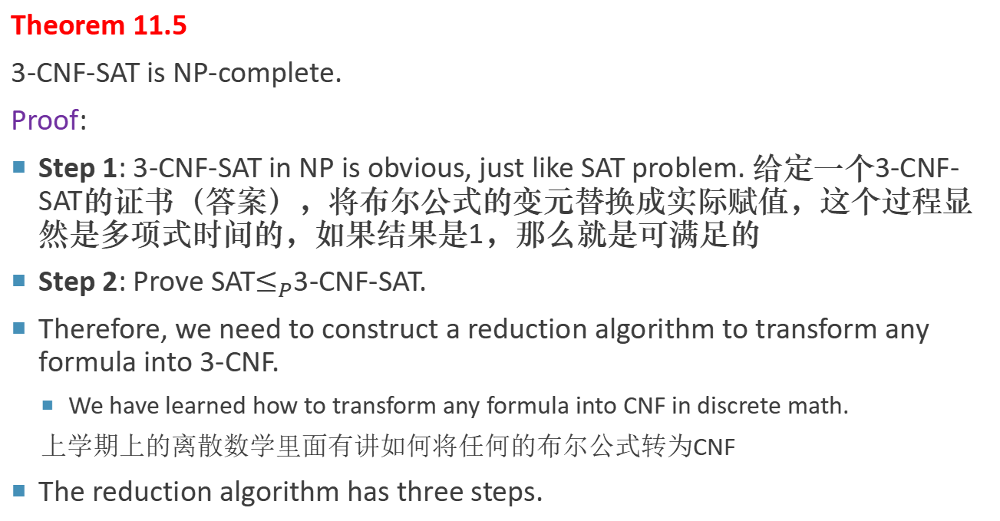 Theorem 11.5
3-CNF-SAT is NP-complete.
Proof:
Step 1: 3-CNF-SAT in NP is obvious, just like SAT problem. 给定一个3-CNF-
SAT的证书（答案），将布尔公式的变元替换成实际赋值，这个过程显
然是多项式时间的，如果结果是1，那么就是可满足的
Step 2: Prove SAT≤P3-CNF-SAT.
Therefore, we need to construct a reduction algorithm to transform any
formula into 3-CNF.
We have learned how to transform any formula into CNF in discrete math.
上学期上的离散数学里面有讲如何将任何的布尔公式转为CNF
The reduction algorithm has three steps.